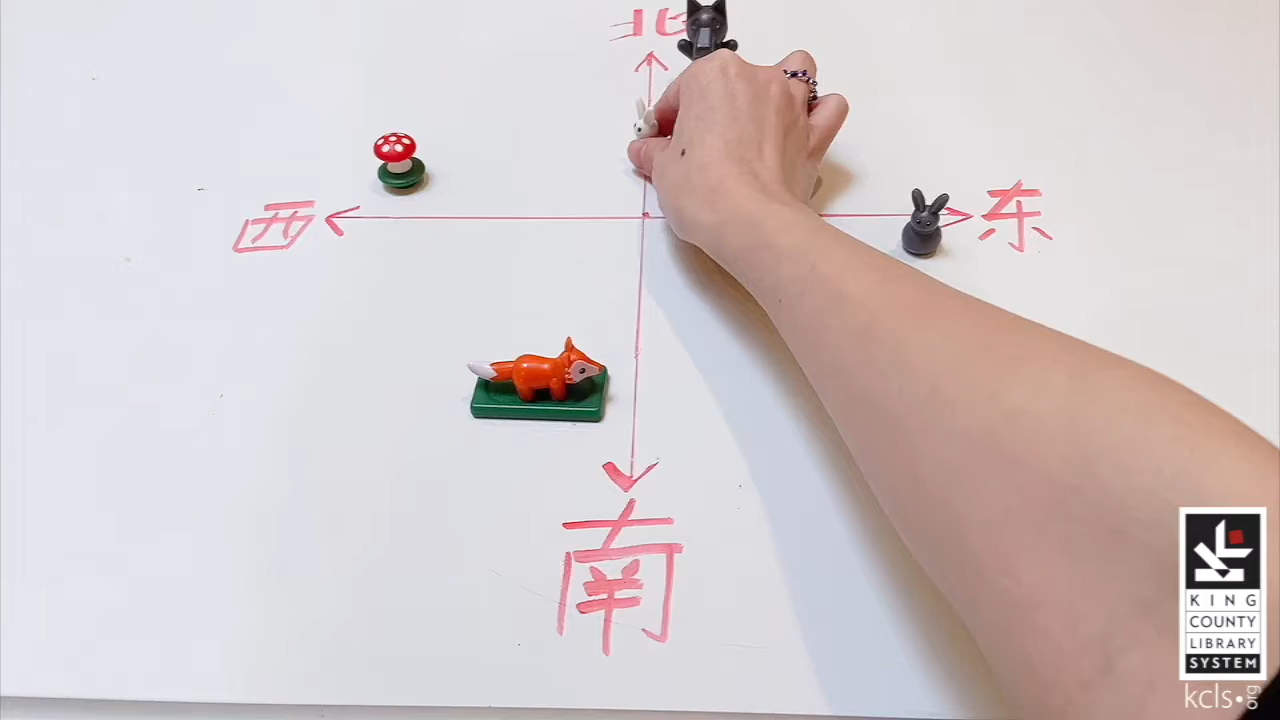 北
西
东
南
KING
COUNTY
LIBRARY
SYSTEM
kcls.org